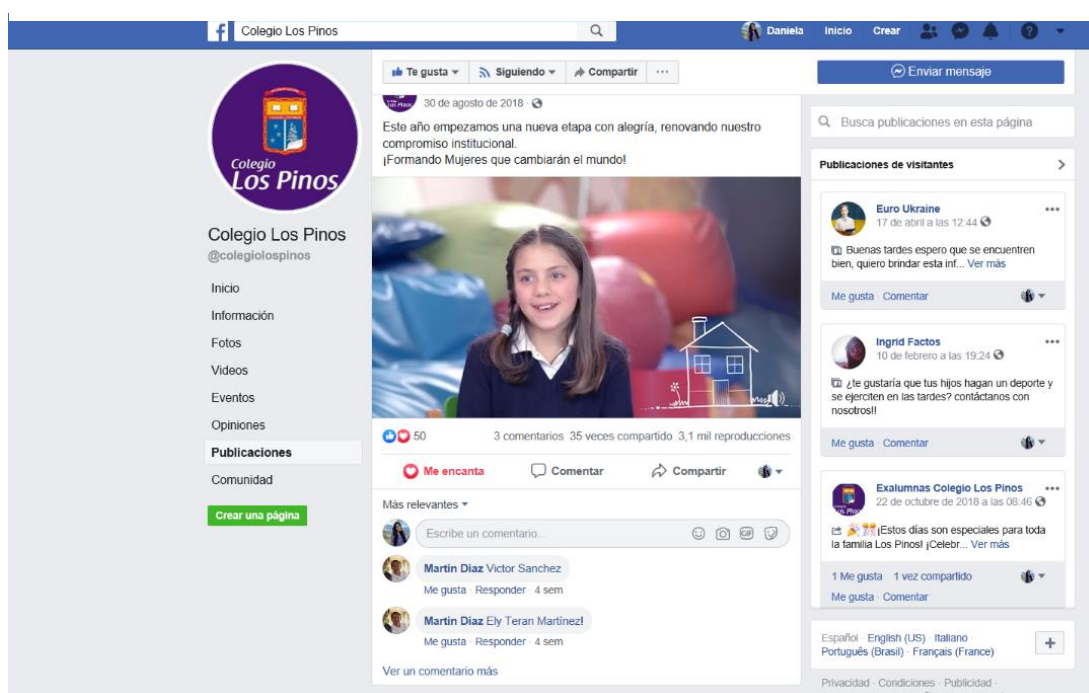 Colegio Los Pinos
Daniela
Inicio
Crear
Te gusta
Siguiendo
Compartir
Enviar mensaje
Colegio
Los Pinos
Colegio Los Pinos
@colegiolospinos
Inicio
Información
Fotos
Videos
Eventos
Opiniones
Publicaciones
Comunidad
Crear una página
30 de agosto de 2018
Este año empezamos una nueva etapa con alegría, renovando nuestro
compromiso institucional.
¡Formando Mujeres que cambiarán el mundo!
50
3 comentarios 35 veces compartido 3,1 mil reproducciones
Me encanta
Comentar
Compartir
Más relevantes
Escribe un comentario...
GIF
Martin Diaz Victor Sanchez
Me gusta · Responder · 4 sem
Martin Diaz Ely Teran Martinez!
Me gusta · Responder · 4 sem
Ver un comentario más
Busca publicaciones en esta página
Publicaciones de visitantes
Euro Ukraine
17 de abril a las 12:44
Buenas tardes espero que se encuentren
bien, quiero brindar esta inf... Ver más
Me gusta · Comentar
Ingrid Factos
10 de febrero a las 19:24
¿te gustaría que tus hijos hagan un deporte y
se ejerciten en las tardes? contáctanos con
nosotros!!
Me gusta · Comentar
Exalumnas Colegio Los Pinos
22 de octubre de 2018 a las 08:46
¡Estos días son especiales para toda
la familia Los Pinos! ¡Celebr... Ver más
1 Me gusta 1 vez compartido
Me gusta · Comentar
Español · English (US) · Italiano ·
Português (Brasil) · Français (France)
Privacidad · Condiciones · Publicidad ·